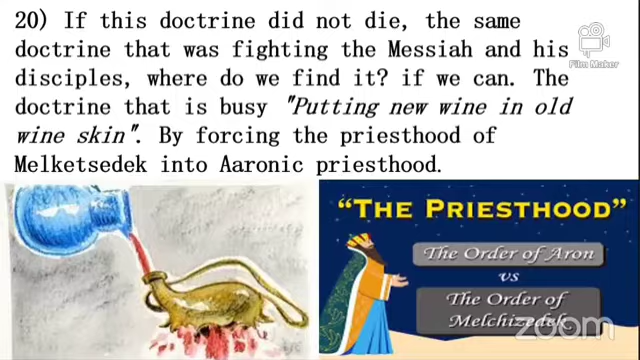 20) If this doctrine did not die, the same
doctrine that was fighting the Messiah and his
disciples, where do we find it? if we can. The
doctrine that is busy "Putting new wine in old
wine skin". By forcing the priesthood of
Melketsedek into Aaronic priesthood.
Film Maker
"THE PRIESTHOOD"
The Order of Aron
vs
The Order of
Melchizedek
zoom